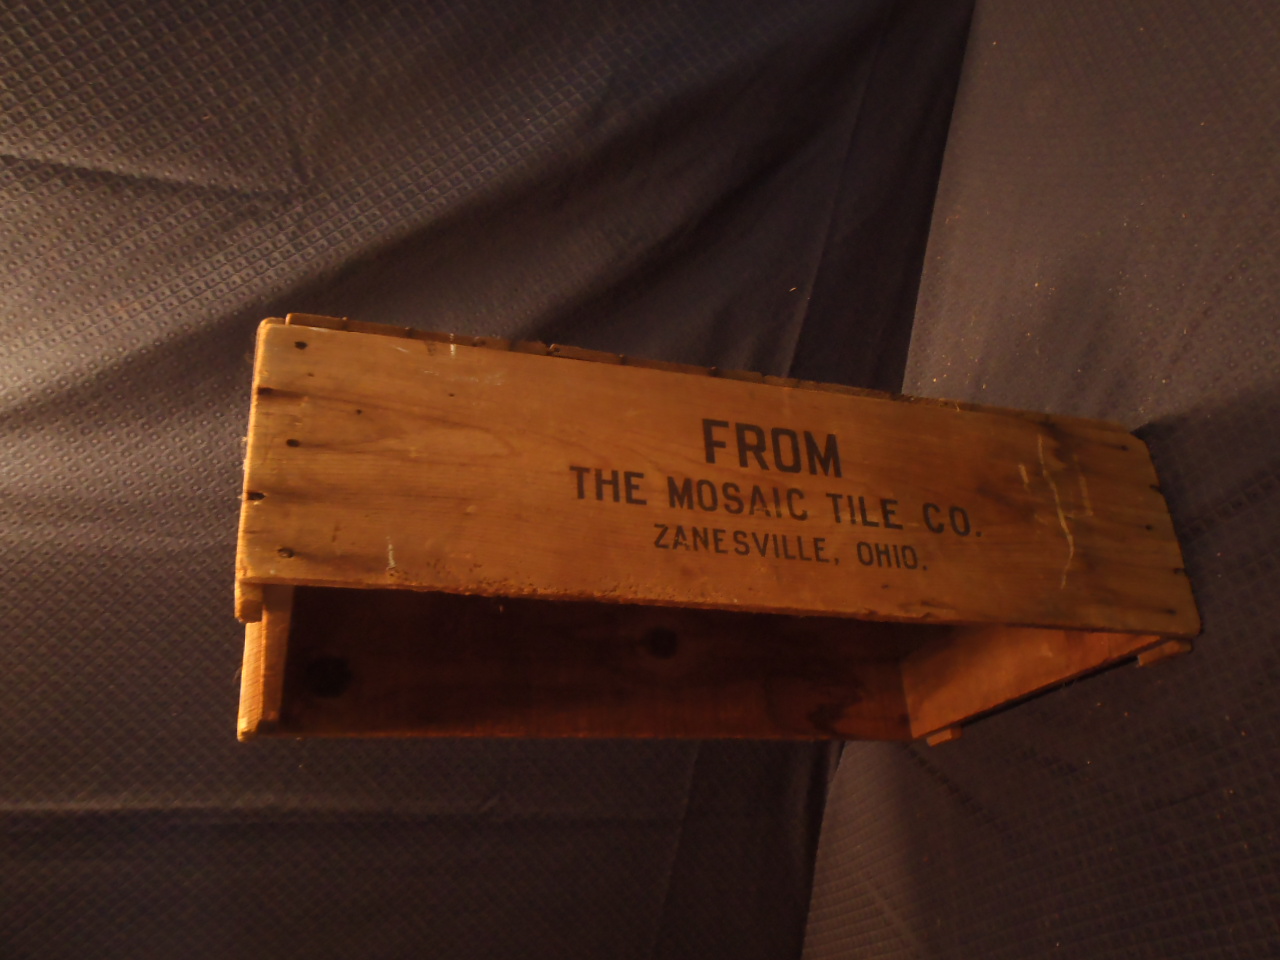 FROM
THE MOSAIC TILE CO.
ZANESVILLE, OHIO.